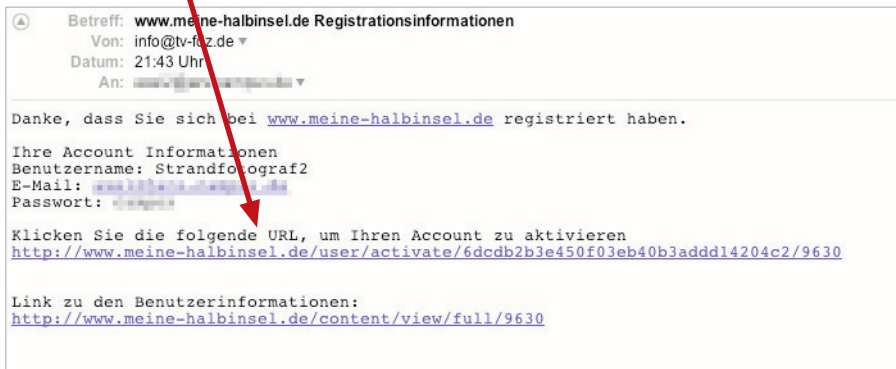 Betreff: www.meine-halbinsel.de Registrationsinformationen
Von: info@tv-fdz.de
Datum: 21:43 Uhr
An:
Danke, dass Sie sich bei www.meine-halbinsel.de registriert haben.
Ihre Account Informationen
Benutzername: Strandfotograf2
E-Mail:
Passwort:
Klicken Sie die folgende URL, um Ihren Account zu aktivieren
http://www.meine-halbinsel.de/user/activate/6dcdb2b3e450f03eb40b3addd14204c2/9630
Link zu den Benutzerinformationen:
http://www.meine-halbinsel.de/content/view/full/9630